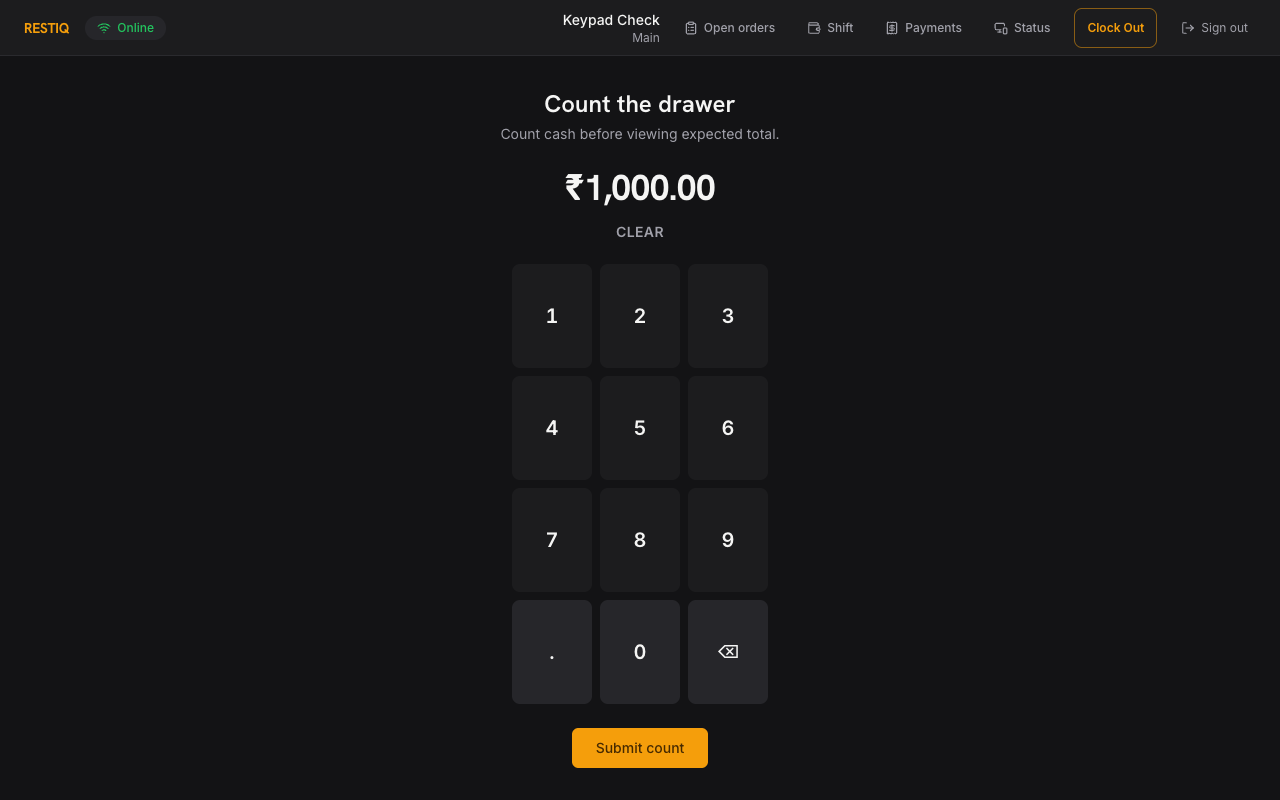 RESTIQ
Online
Keypad Check
Main
Open orders
Shift
Payments
Status
Clock Out
Sign out
Count the drawer
Count cash before viewing expected total.
₹1,000.00
CLEAR
1 2 3
4 5 6
7 8 9
. 0
Submit count